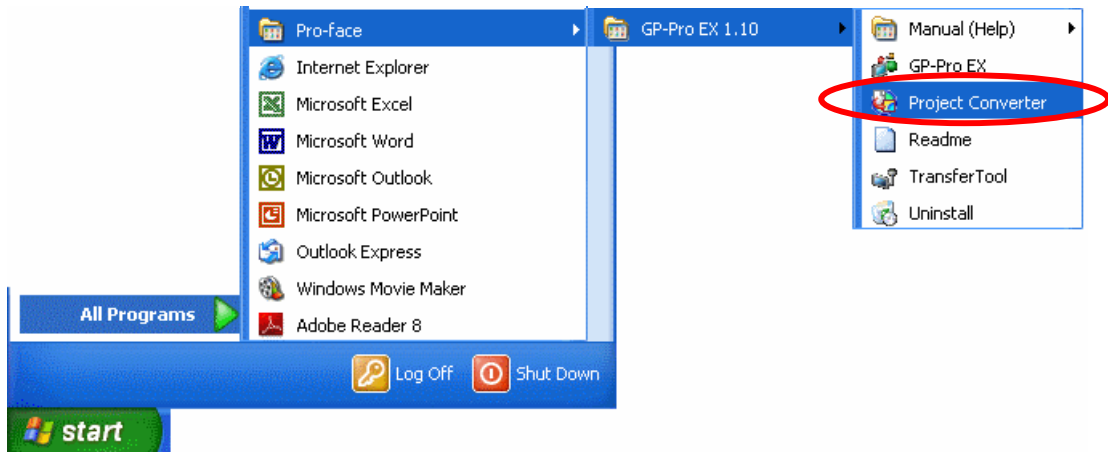 Pro-face
Internet Explorer
Microsoft Excel
Microsoft Word
Microsoft Outlook
Microsoft PowerPoint
Outlook Express
Windows Movie Maker
Adobe Reader 8
GP-Pro EX 1.10
Manual (Help)
GP-Pro EX
Project Converter
Readme
TransferTool
Uninstall
All Programs
Log Off
Shut Down
start